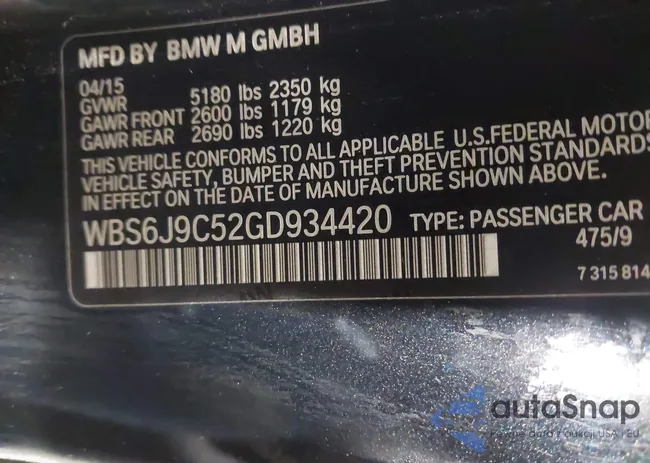 MFD BY BMW M GMBH
04/15
GVWR 5180 lbs 2350 kg
GAWR FRONT 2600 lbs 1179 kg
GAWR REAR 2690 lbs 1220 kg
THIS VEHICLE CONFORMS TO ALL APPLICABLE U.S.FEDERAL MOTOR
VEHICLE SAFETY, BUMPER AND THEFT PREVENTION STANDARDS
IN EFFECT ON THE DATE OF MANUFACTURE SHOWN ABOVE.
WBS6J9C52GD934420 TYPE: PASSENGER CAR
475/9
7 315 814
autoSnap